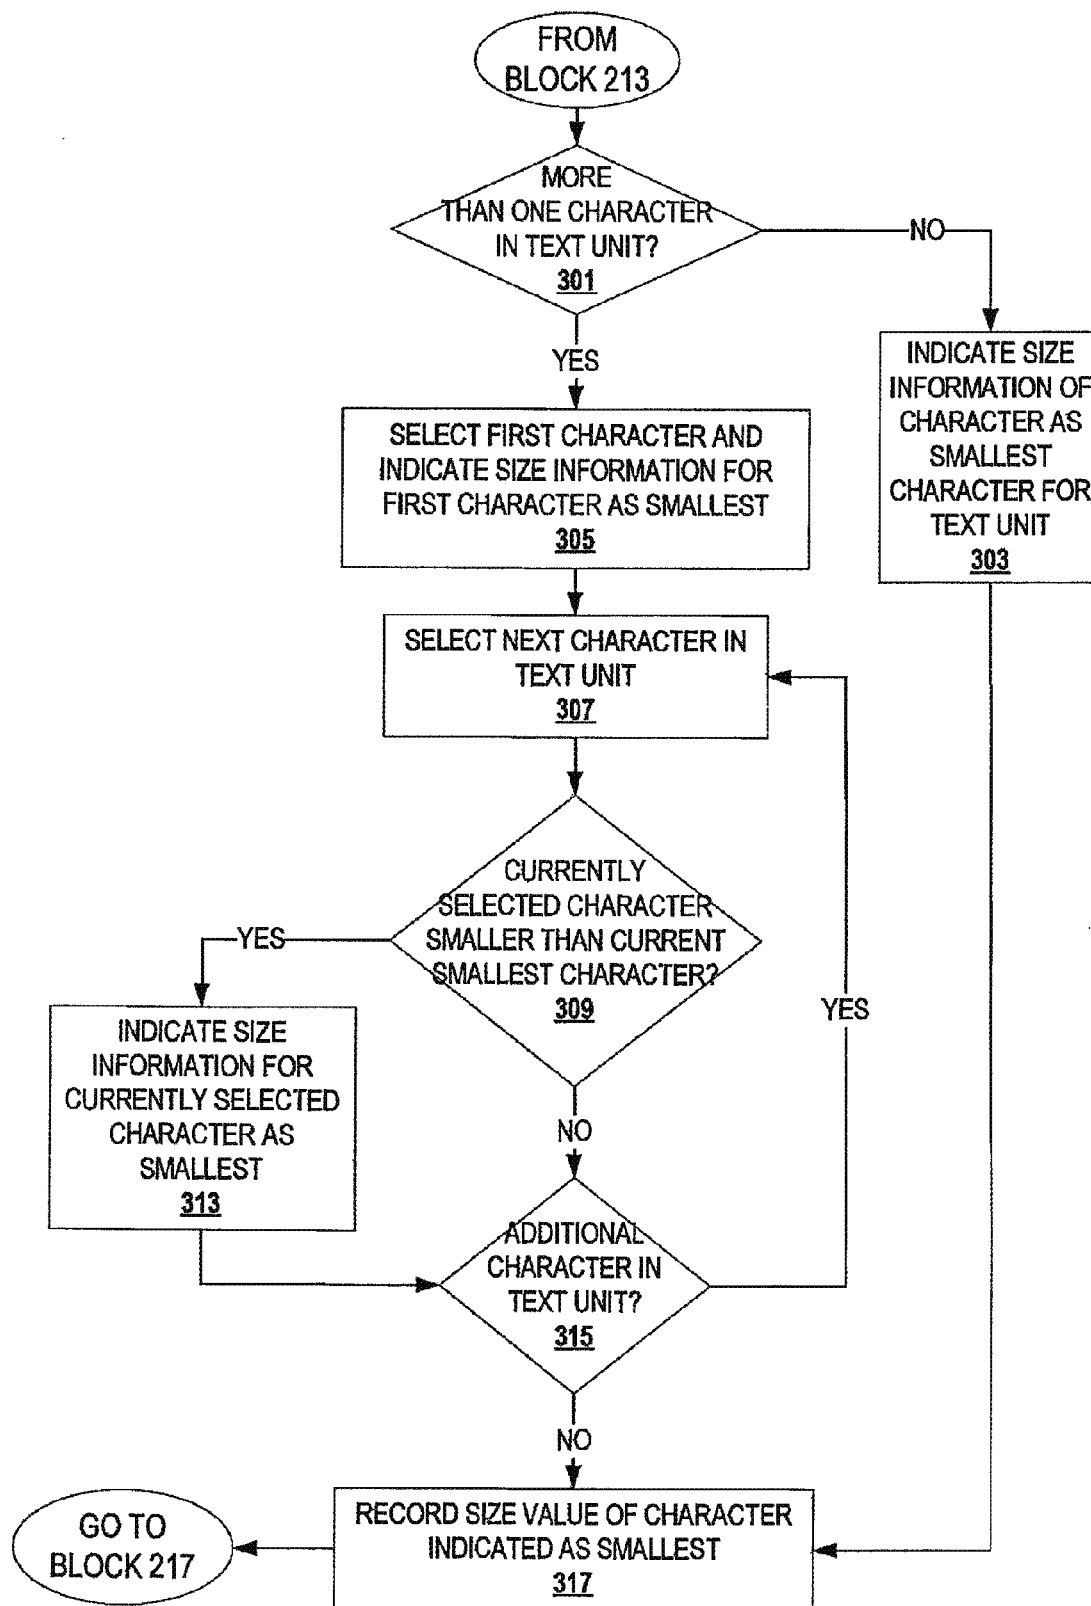 FROM
BLOCK 213
MORE
THAN ONE CHARACTER
IN TEXT UNIT?
301
NO
YES
INDICATE SIZE
INFORMATION OF
CHARACTER AS
SMALLEST
CHARACTER FOR
TEXT UNIT
303
SELECT FIRST CHARACTER AND
INDICATE SIZE INFORMATION FOR
FIRST CHARACTER AS SMALLEST
305
SELECT NEXT CHARACTER IN
TEXT UNIT
307
CURRENTLY
SELECTED CHARACTER
SMALLER THAN CURRENT
SMALLEST CHARACTER?
309
YES
YES
INDICATE SIZE
INFORMATION FOR
CURRENTLY SELECTED
CHARACTER AS
SMALLEST
313
NO
ADDITIONAL
CHARACTER IN
TEXT UNIT?
315
NO
RECORD SIZE VALUE OF CHARACTER
INDICATED AS SMALLEST
317
GO TO
BLOCK 217